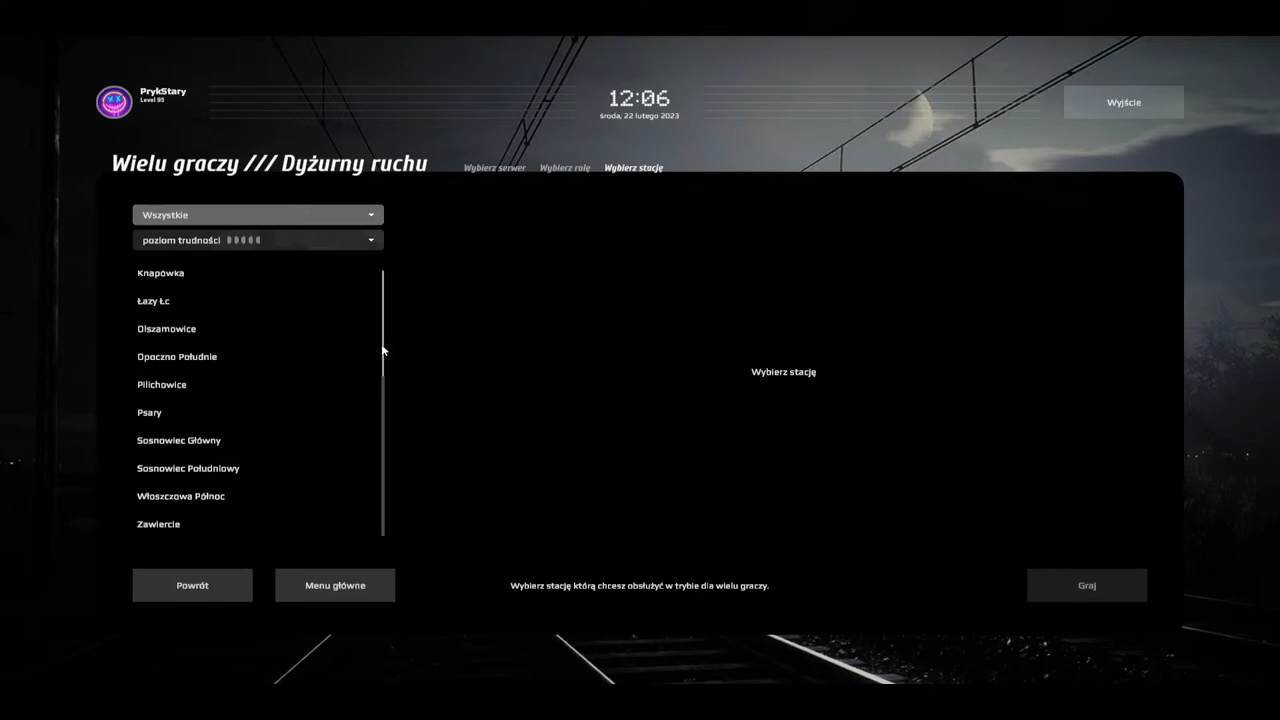 PrykStary
Level 95
12:06
środa, 22 lutego 2023
Wyjście
Wielu graczy /// Dyżurny ruchu
Wybierz serwer
Wybierz rolę
Wybierz stację
Wszystkie
poziom trudności
Knapówka
Łazy Łc
Olszamowice
Opoczno Południe
Pilichowice
Psary
Sosnowiec Główny
Sosnowiec Południowy
Włoszczowa Północ
Zawiercie
Wybierz stację
Powrót
Menu główne
Wybierz stację którą chcesz obsłużyć w trybie dla wielu graczy.
Graj